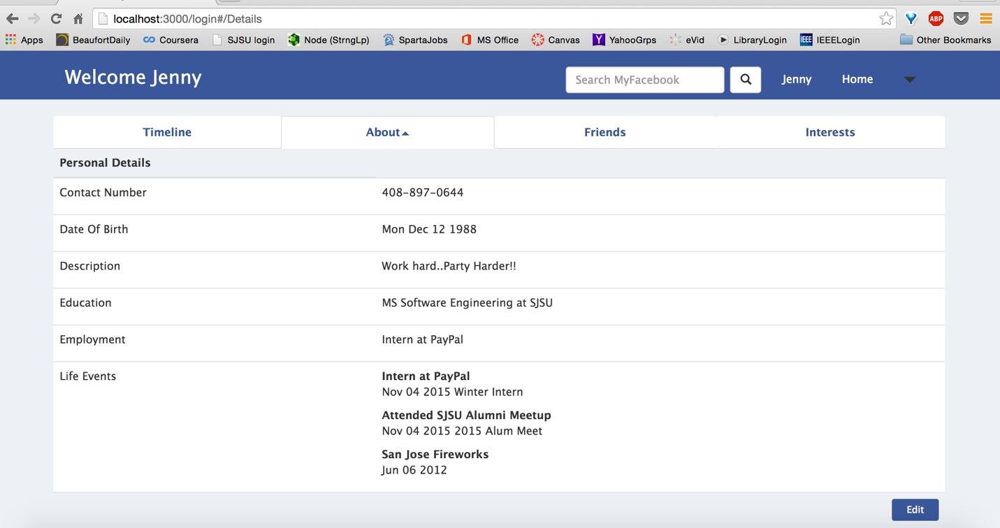 localhost:3000/login#/Details
ABP
Apps BeaufortDaily Coursera SJSU login Node (StrngLp) SpartaJobs MS Office Canvas YahooGrps eVid LibraryLogin IEEE IEEELogin Other Bookmarks
Welcome Jenny Search MyFacebook Jenny Home
Timeline About Friends Interests
Personal Details
Contact Number 408-897-0644
Date Of Birth Mon Dec 12 1988
Description Work hard..Party Harder!!
Education MS Software Engineering at SJSU
Employment Intern at PayPal
Life Events Intern at PayPal
Nov 04 2015 Winter Intern
Attended SJSU Alumni Meetup
Nov 04 2015 2015 Alum Meet
San Jose Fireworks
Jun 06 2012
Edit